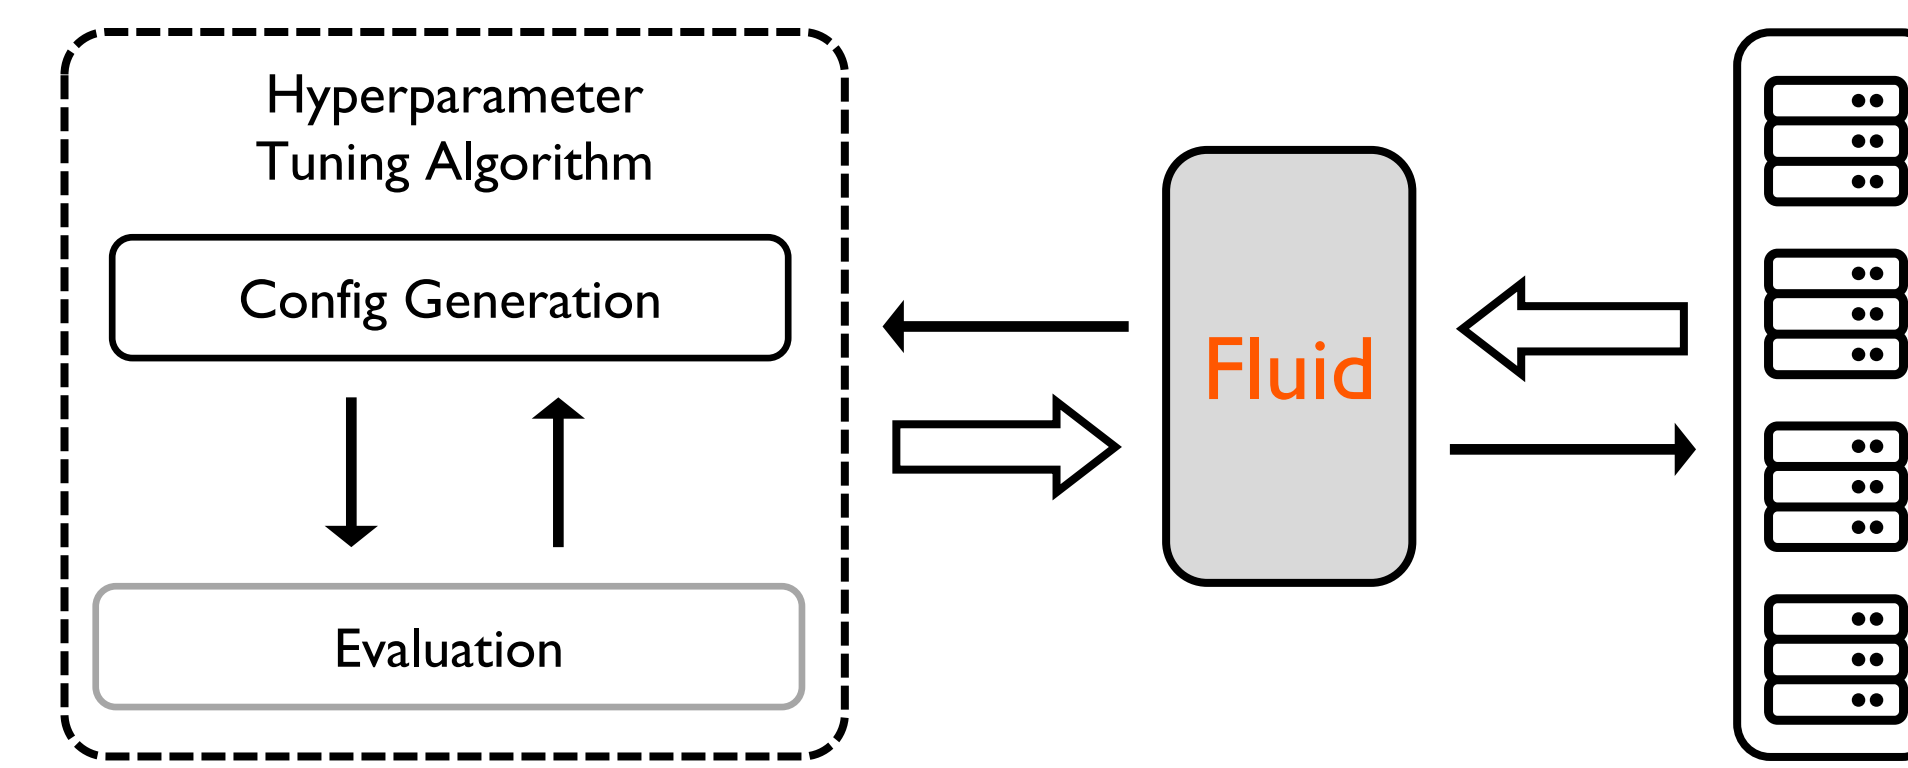 Hyperparameter
Tuning Algorithm
Config Generation
Fluid
Evaluation